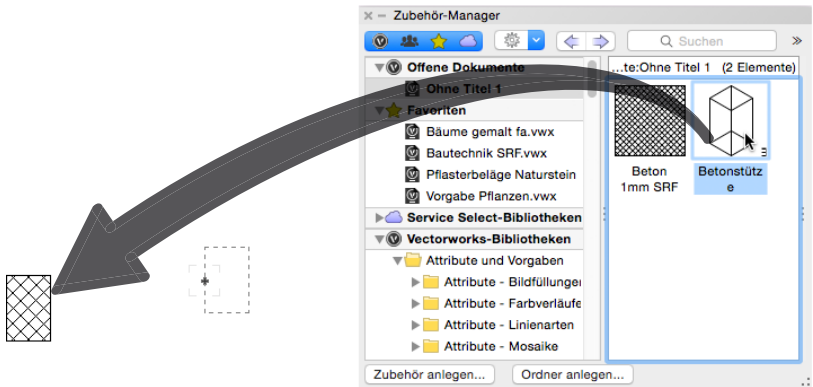 Zubehör-Manager
Suchen
Offene Dokumente
Ohne Titel 1
Favoriten
Bäume gemalt fa.vwx
Bautechnik SRF.vwx
Pflasterbeläge Naturstein
Vorgabe Pflanzen.vwx
Service Select-Bibliotheken
Vectorworks-Bibliotheken
Attribute und Vorgaben
Attribute - Bildfüllungen
Attribute - Farbverläufe
Attribute - Linienarten
Attribute - Mosaike
…te:Ohne Titel 1 (2 Elemente)
Beton
1mm SRF
Betonstütz
e
Zubehör anlegen...
Ordner anlegen...